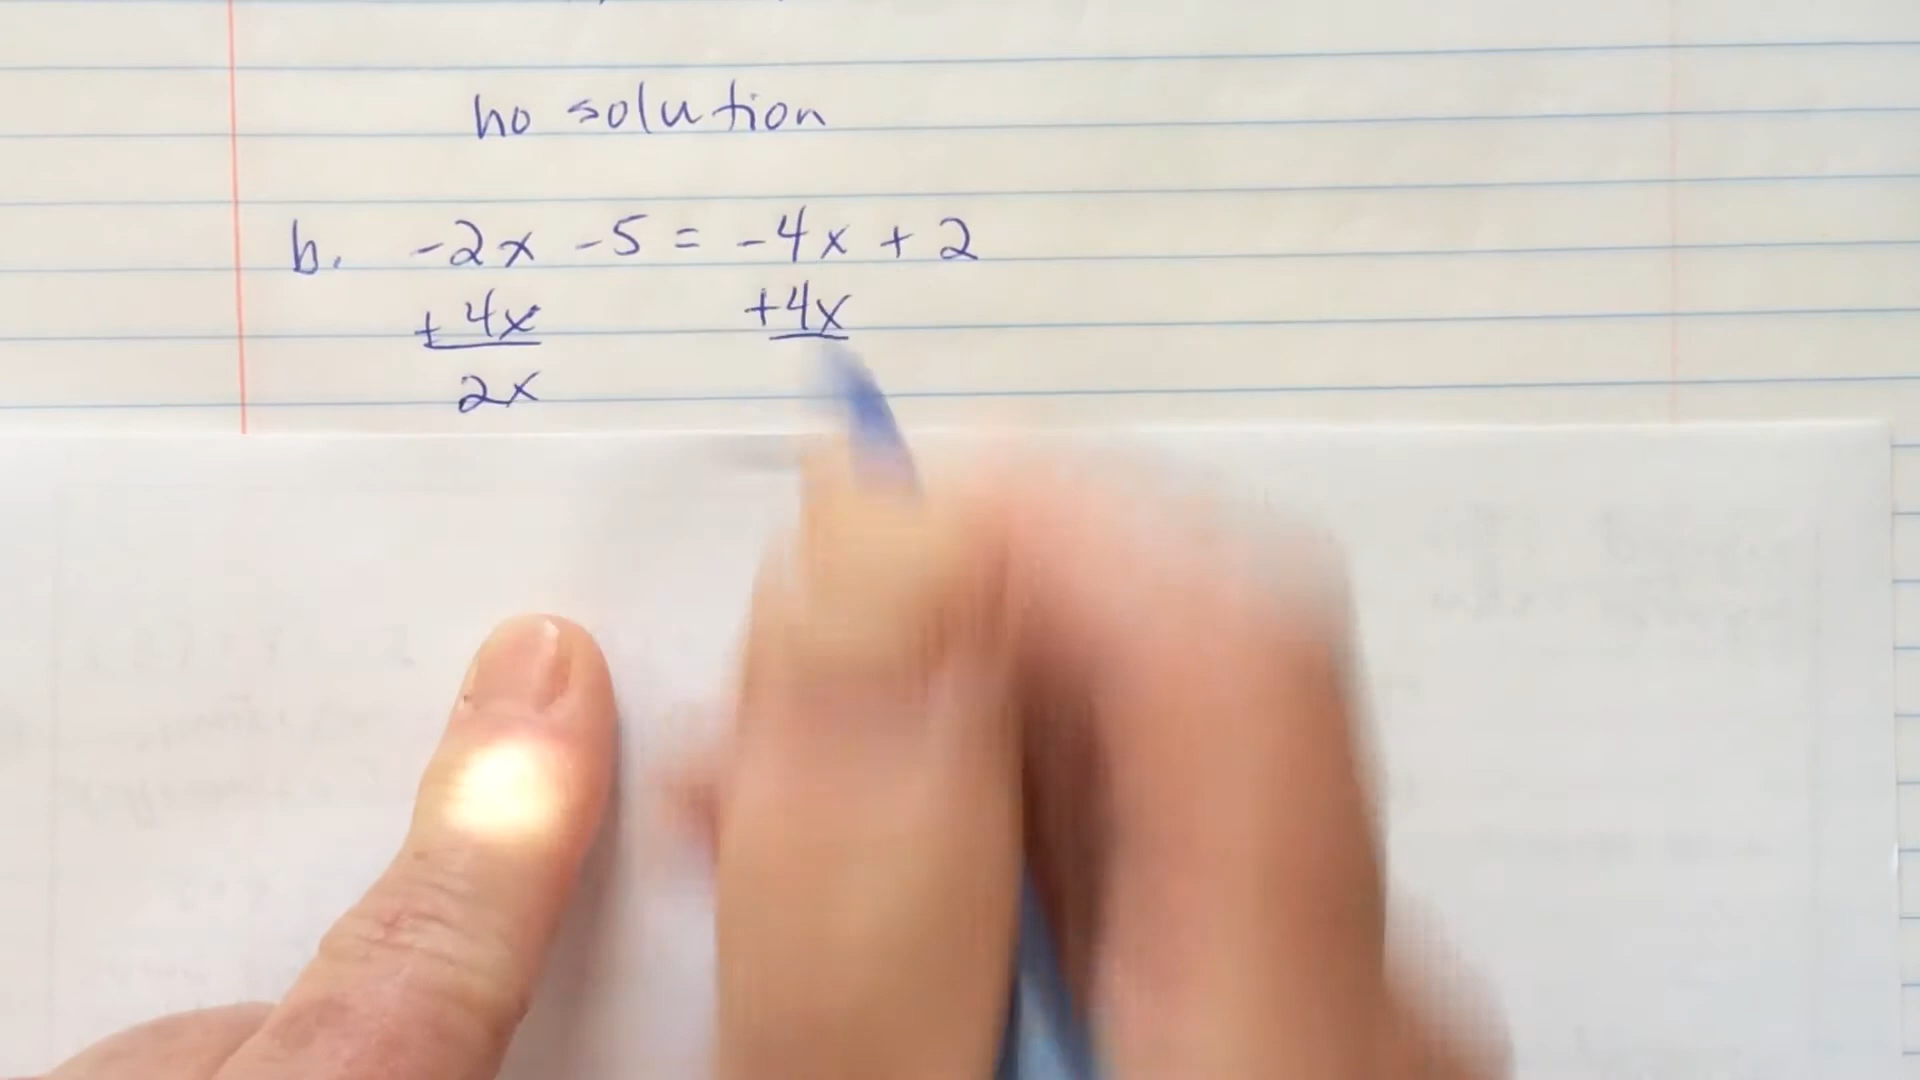 no solution
b. -2x -5 = -4x + 2
+ 4x +4x
2x